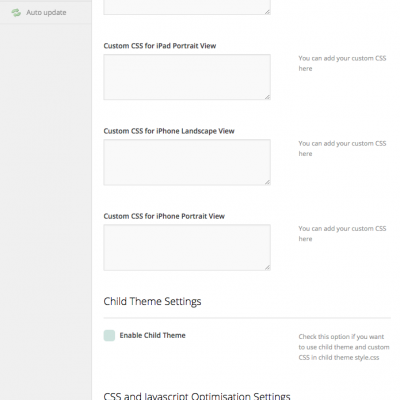 Auto update
Custom CSS for iPad Portrait View
You can add your custom CSS
here
Custom CSS for iPhone Landscape View
You can add your custom CSS
here
Custom CSS for iPhone Portrait View
You can add your custom CSS
here
Child Theme Settings
Enable Child Theme
Check this option if you want
to use child theme and custom
CSS in child theme style.css
CSS and Javascript Optimisation Settings